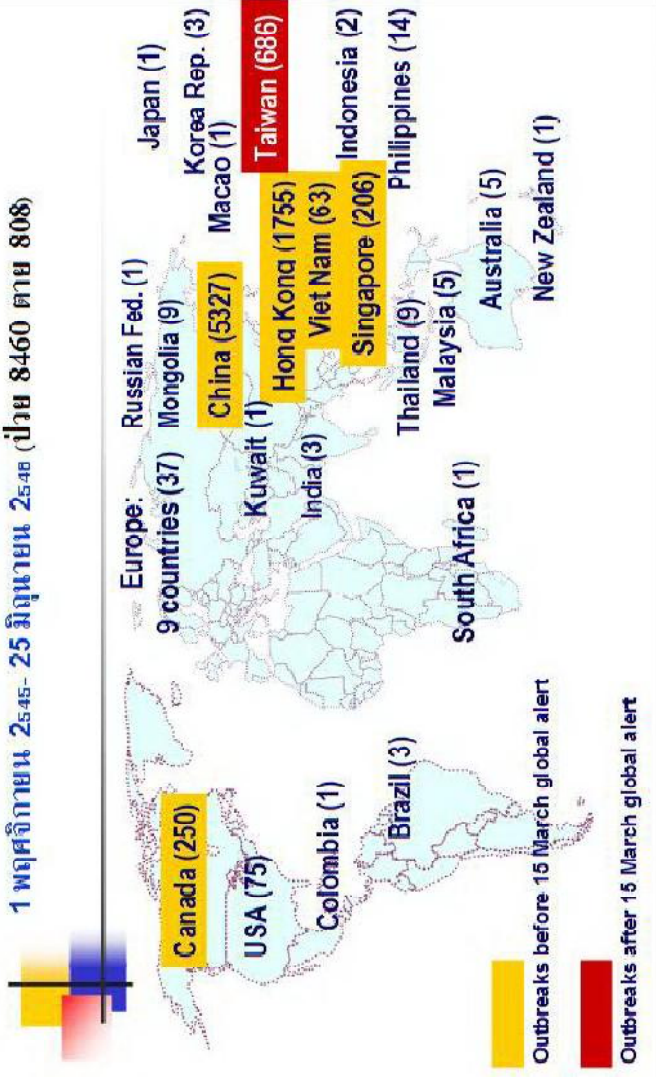 1 พฤศจิกายน 2545- 25 มิถุนายน 2546 (ป่วย 8460 ตาย 808)
Canada (250)
USA (75)
Colombia (1)
Brazil (3)
Europe:
9 countries (37)
Russian Fed. (1)
Mongolia (9)
China (5327)
Kuwait (1)
India (3)
Hong Kong (1755)
Viet Nam (63)
Singapore (206)
Thailand (9)
Malaysia (5)
South Africa (1)
Japan (1)
Korea Rep. (3)
Macao (1)
Taiwan (686)
Indonesia (2)
Philippines (14)
Australia (5)
New Zealand (1)
Outbreaks before 15 March global alert
Outbreaks after 15 March global alert